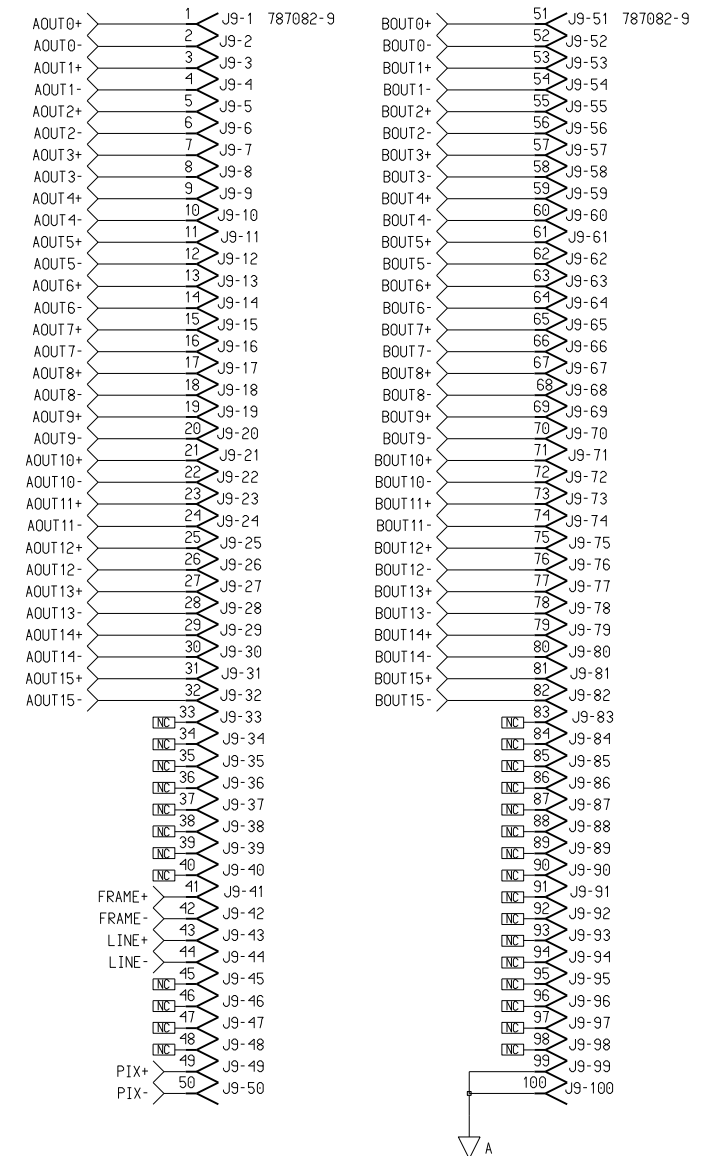 AOUT0+ 1 J9-1 787082-9
AOUT0- 2 J9-2
AOUT1+ 3 J9-3
AOUT1- 4 J9-4
AOUT2+ 5 J9-5
AOUT2- 6 J9-6
AOUT3+ 7 J9-7
AOUT3- 8 J9-8
AOUT4+ 9 J9-9
AOUT4- 10 J9-10
AOUT5+ 11 J9-11
AOUT5- 12 J9-12
AOUT6+ 13 J9-13
AOUT6- 14 J9-14
AOUT7+ 15 J9-15
AOUT7- 16 J9-16
AOUT8+ 17 J9-17
AOUT8- 18 J9-18
AOUT9+ 19 J9-19
AOUT9- 20 J9-20
AOUT10+ 21 J9-21
AOUT10- 22 J9-22
AOUT11+ 23 J9-23
AOUT11- 24 J9-24
AOUT12+ 25 J9-25
AOUT12- 26 J9-26
AOUT13+ 27 J9-27
AOUT13- 28 J9-28
AOUT14+ 29 J9-29
AOUT14- 30 J9-30
AOUT15+ 31 J9-31
AOUT15- 32 J9-32
NC 33 J9-33
NC 34 J9-34
NC 35 J9-35
NC 36 J9-36
NC 37 J9-37
NC 38 J9-38
NC 39 J9-39
NC 40 J9-40
FRAME+ 41 J9-41
FRAME- 42 J9-42
LINE+ 43 J9-43
LINE- 44 J9-44
NC 45 J9-45
NC 46 J9-46
NC 47 J9-47
NC 48 J9-48
PIX+ 49 J9-49
PIX- 50 J9-50
BOUT0+ 51 J9-51 787082-9
BOUT0- 52 J9-52
BOUT1+ 53 J9-53
BOUT1- 54 J9-54
BOUT2+ 55 J9-55
BOUT2- 56 J9-56
BOUT3+ 57 J9-57
BOUT3- 58 J9-58
BOUT4+ 59 J9-59
BOUT4- 60 J9-60
BOUT5+ 61 J9-61
BOUT5- 62 J9-62
BOUT6+ 63 J9-63
BOUT6- 64 J9-64
BOUT7+ 65 J9-65
BOUT7- 66 J9-66
BOUT8+ 67 J9-67
BOUT8- 68 J9-68
BOUT9+ 69 J9-69
BOUT9- 70 J9-70
BOUT10+ 71 J9-71
BOUT10- 72 J9-72
BOUT11+ 73 J9-73
BOUT11- 74 J9-74
BOUT12+ 75 J9-75
BOUT12- 76 J9-76
BOUT13+ 77 J9-77
BOUT13- 78 J9-78
BOUT14+ 79 J9-79
BOUT14- 80 J9-80
BOUT15+ 81 J9-81
BOUT15- 82 J9-82
NC 83 J9-83
NC 84 J9-84
NC 85 J9-85
NC 86 J9-86
NC 87 J9-87
NC 88 J9-88
NC 89 J9-89
NC 90 J9-90
NC 91 J9-91
NC 92 J9-92
NC 93 J9-93
NC 94 J9-94
NC 95 J9-95
NC 96 J9-96
NC 97 J9-97
NC 98 J9-98
99 J9-99
100 J9-100
A